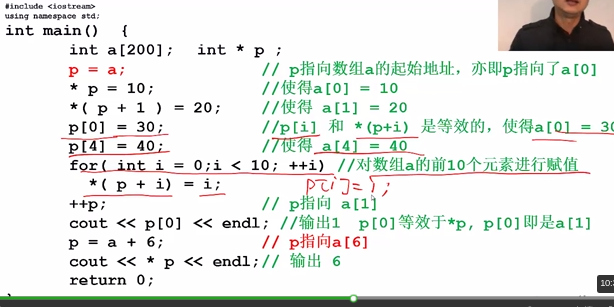 #include <iostream>
using namespace std;
int main() {
int a[200]; int * p ;
p = a; // p指向数组a的起始地址,亦即p指向了a[0]
* p = 10; //使得a[0] = 10
*( p + 1 ) = 20; //使得 a[1] = 20
p[0] = 30; //p[i] 和 *(p+i) 是等效的,使得a[0] = 30
p[4] = 40; //使得 a[4] = 40
for( int i = 0;i < 10; ++i) //对数组a的前10个元素进行赋值
*( p + i) = i; p[i]=i;
++p; // p指向 a[1]
cout << p[0] << endl; //输出1 p[0]等效于*p, p[0]即是a[1]
p = a + 6; // p指向a[6]
cout << * p << endl; // 输出 6
return 0;